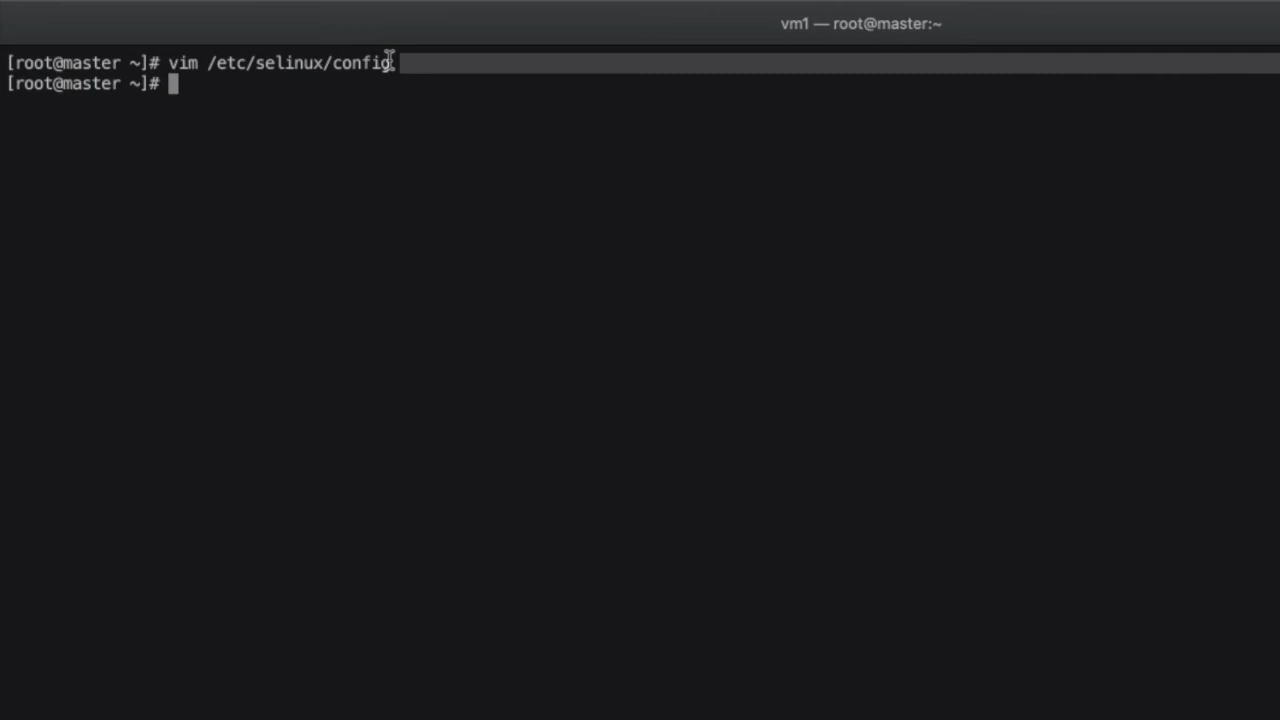 vm1 — root@master:~
[root@master ~]# vim /etc/selinux/config
[root@master ~]#